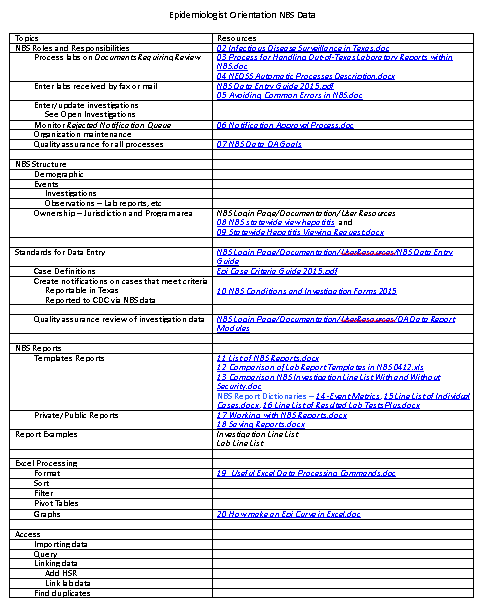 Epidemiologist Orientation NBS Data
Topics Resources
NBS Roles and Responsibilities 02 Infectious Disease Surveillance in Texas.doc
Process labs on Documents Requiring Review 03 Process for Handling Out-of-Texas Laboratory Reports within
NBS.doc
04 NEDSS Automatic Processes Description.docx
Enter labs received by fax or mail NBS Data Entry Guide 2015.pdf
05 Avoiding Common Errors in NBS.doc
Enter/update investigations
See Open Investigations
Monitor Rejected Notification Queue 06 Notification Approval Process.doc
Organization maintenance
Quality assurance for all processes 07 NBS Data QA Goals
NBS Structure
Demographic
Events
Investigations
Observations – Lab reports, etc
Ownership – Jurisdiction and Program area NBS Login Page/Documentation/User Resources
08 NBS statewide view hepatitis and
09 Statewide Hepatitis Viewing Request.docx
Standards for Data Entry NBS Login Page/Documentation/UserResources/NBS Data Entry
Guide
Case Definitions Epi Case Criteria Guide 2015.pdf
Create notifications on cases that meet criteria
Reportable in Texas 10 NBS Conditions and Investigation Forms 2015
Reported to CDC via NBS data
Quality assurance review of investigation data NBS Login Page/Documentation/UserResources/QA Data Report
Modules
NBS Reports
Templates Reports 11 List of NBS Reports.docx
12 Comparison of Lab Report Templates in NBS 0412.xls
13 Comparison NBS Investigation Line List With and Without
Security.doc
NBS Report Dictionaries – 14 -Event Metrics, 15 Line List of Individual
Cases.docx, 16 Line List of Resulted Lab Tests Plus.docx
Private/Public Reports 17 Working with NBS Reports.docx
18 Saving Reports.docx
Report Examples Investigation Line List
Lab Line List
Excel Processing
Format 19 Useful Excel Data Processing Commands.doc
Sort
Filter
Pivot Tables
Graphs 20 How make an Epi Curve in Excel.doc
Access
Importing data
Query
Linking data
Add HSR
Link lab data
Find duplicates